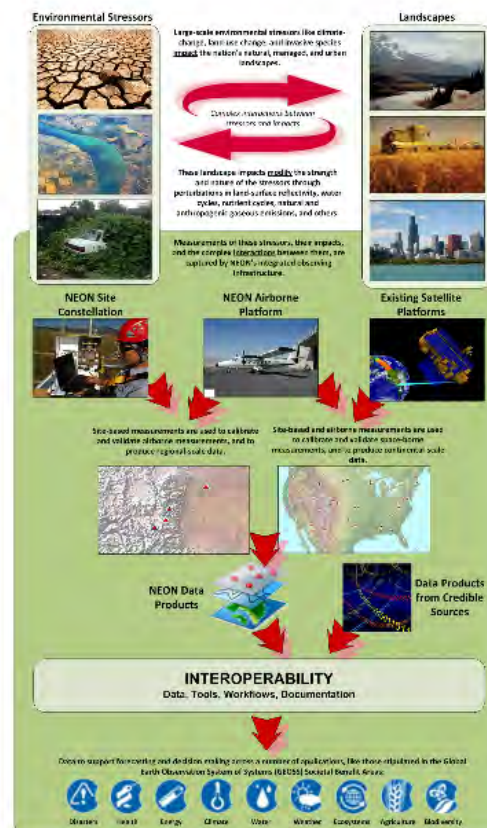 Environmental Stressors
Landscapes
Large-scale environmental stressors like climate-
change, land use change, and invasive species
impact the nation's natural, managed, and urban
landscapes.
Complex interactions between
stressors and impacts
These landscape impacts modify the strength
and nature of the stressors through
perturbations in land-surface reflectivity, water
cycles, nutrient cycles, natural and
anthropogenic gaseous emissions, and others
Measurements of these stressors, their impacts,
and the complex interactions between them, are
captured by NEON's integrated observing
infrastructure.
NEON Site
Constellation
NEON Airborne
Platform
Existing Satellite
Platforms
Site-based measurements are used to calibrate
and validate airborne measurements, and to
produce regional-scale data.
Site-based and airborne measurements are used
to calibrate and validate space-borne
measurements, and to produce continental-scale
data.
NEON Data
Products
Data Products
from Credible
Sources
INTEROPERABILITY
Data, Tools, Workflows, Documentation
Data to support forecasting and decision making across a number of applications, like those stipulated in the Global
Earth Observation System of Systems (GEOSS) Societal Benefit Areas:
Disasters Health Energy Climate Water Weather Ecosystems Agriculture Biodiversity